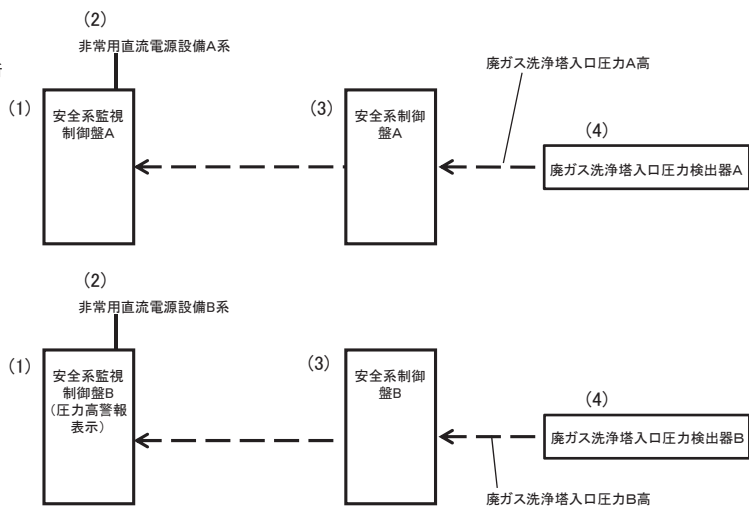 (2)
非常用直流電源設備A系
(1)
安全系監視
制御盤A
(3)
安全系制御
盤A
廃ガス洗浄塔入口圧力A高
(4)
廃ガス洗浄塔入口圧力検出器A
(2)
非常用直流電源設備B系
(1)
安全系監視
制御盤B
(圧力高警報
表示)
(3)
安全系制御
盤B
(4)
廃ガス洗浄塔入口圧力検出器B
廃ガス洗浄塔入口圧力B高